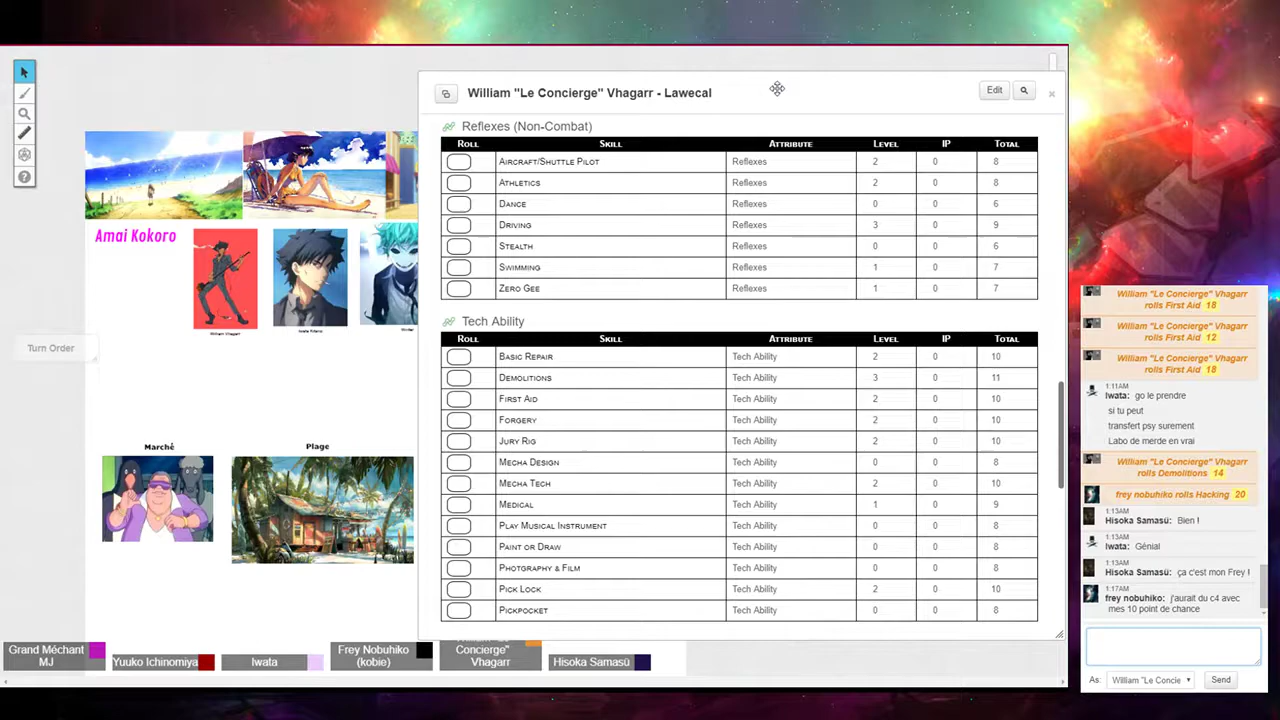 William "Le Concierge" Vhagarr - Lawecal
Edit
Reflexes (Non-Combat)
Roll Skill Attribute Level IP Total
Aircraft/Shuttle Pilot Reflexes 2 0 8
Athletics Reflexes 2 0 8
Dance Reflexes 0 0 6
Driving Reflexes 3 0 9
Stealth Reflexes 0 0 6
Swimming Reflexes 1 0 7
Zero Gee Reflexes 1 0 7
Tech Ability
Roll Skill Attribute Level IP Total
Basic Repair Tech Ability 2 0 10
Demolitions Tech Ability 3 0 11
First Aid Tech Ability 2 0 10
Forgery Tech Ability 2 0 10
Jury Rig Tech Ability 2 0 10
Mecha Design Tech Ability 0 0 8
Mecha Tech Tech Ability 2 0 10
Medical Tech Ability 1 0 9
Play Musical Instrument Tech Ability 0 0 8
Paint or Draw Tech Ability 0 0 8
Photgraphy & Film Tech Ability 0 0 8
Pick Lock Tech Ability 2 0 10
Pickpocket Tech Ability 0 0 8
Amai Kokoro
William Vhagarr
Iwata Kitano
Winter
Turn Order
Marché
Plage
Grand Méchant
MJ
Yuuko Ichinomiya
Iwata
Frey Nobuhiko
(kobie)
William "Le
Concierge"
Vhagarr
Hisoka Samasû
William "Le Concierge" Vhagarr
rolls First Aid 18
William "Le Concierge" Vhagarr
rolls First Aid 12
William "Le Concierge" Vhagarr
rolls First Aid 18
1:11AM
Iwata: go le prendre
si tu peut
transfert psy surement
Labo de merde en vrai
William "Le Concierge" Vhagarr
rolls Demolitions 14
frey nobuhiko rolls Hacking 20
1:13AM
Hisoka Samasû: Bien !
1:13AM
Iwata: Génial
1:13AM
Hisoka Samasû: ça c'est mon Frey !
1:17AM
frey nobuhiko: j'aurait du c4 avec
mes 10 point de chance
As: William "Le Concie
Send